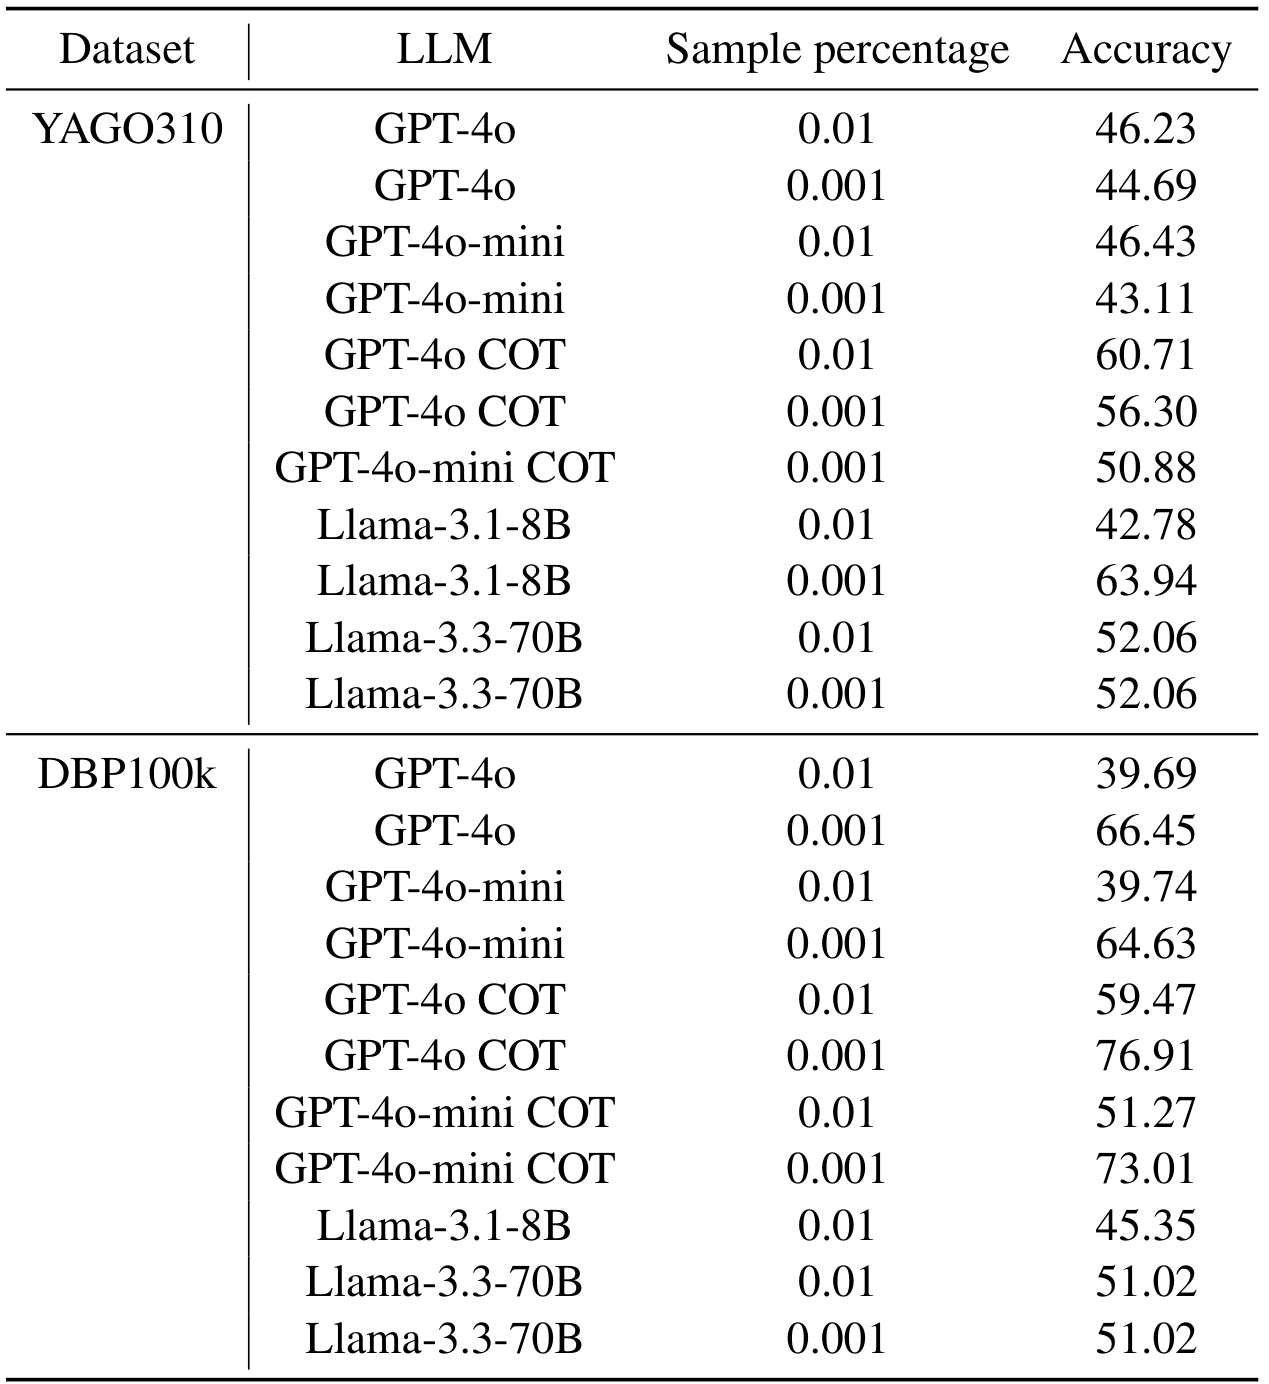 Dataset LLM Sample percentage Accuracy
YAGO310 GPT-4o 0.01 46.23
GPT-4o 0.001 44.69
GPT-4o-mini 0.01 46.43
GPT-4o-mini 0.001 43.11
GPT-4o COT 0.01 60.71
GPT-4o COT 0.001 56.30
GPT-4o-mini COT 0.001 50.88
Llama-3.1-8B 0.01 42.78
Llama-3.1-8B 0.001 63.94
Llama-3.3-70B 0.01 52.06
Llama-3.3-70B 0.001 52.06
DBP100k GPT-4o 0.01 39.69
GPT-4o 0.001 66.45
GPT-4o-mini 0.01 39.74
GPT-4o-mini 0.001 64.63
GPT-4o COT 0.01 59.47
GPT-4o COT 0.001 76.91
GPT-4o-mini COT 0.01 51.27
GPT-4o-mini COT 0.001 73.01
Llama-3.1-8B 0.01 45.35
Llama-3.3-70B 0.01 51.02
Llama-3.3-70B 0.001 51.02